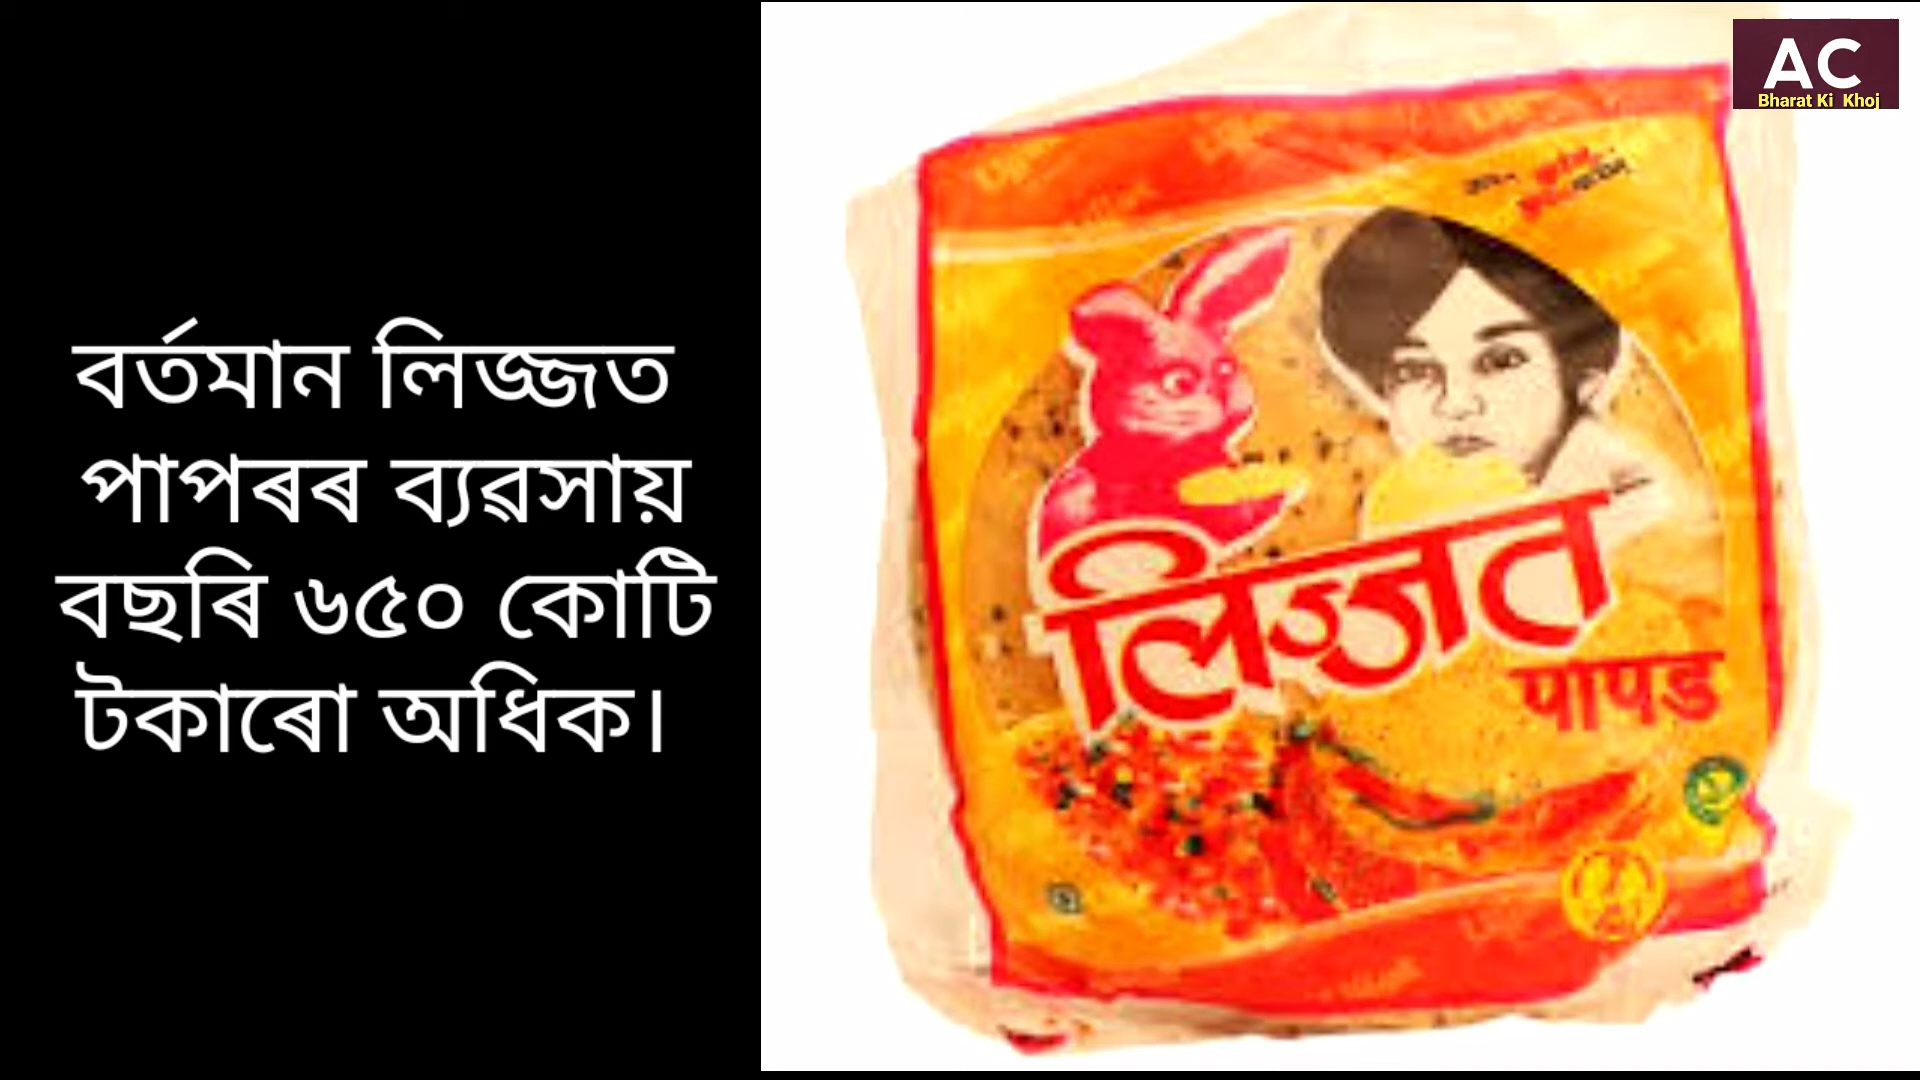 বৰ্তমান লিজ্জত
পাপৰৰ ব্যৱসায়
বছৰি ৬৫০ কোটি
টকাৰো অধিক।
AC
Bharat Ki Khoj
लिज्जत
पापड